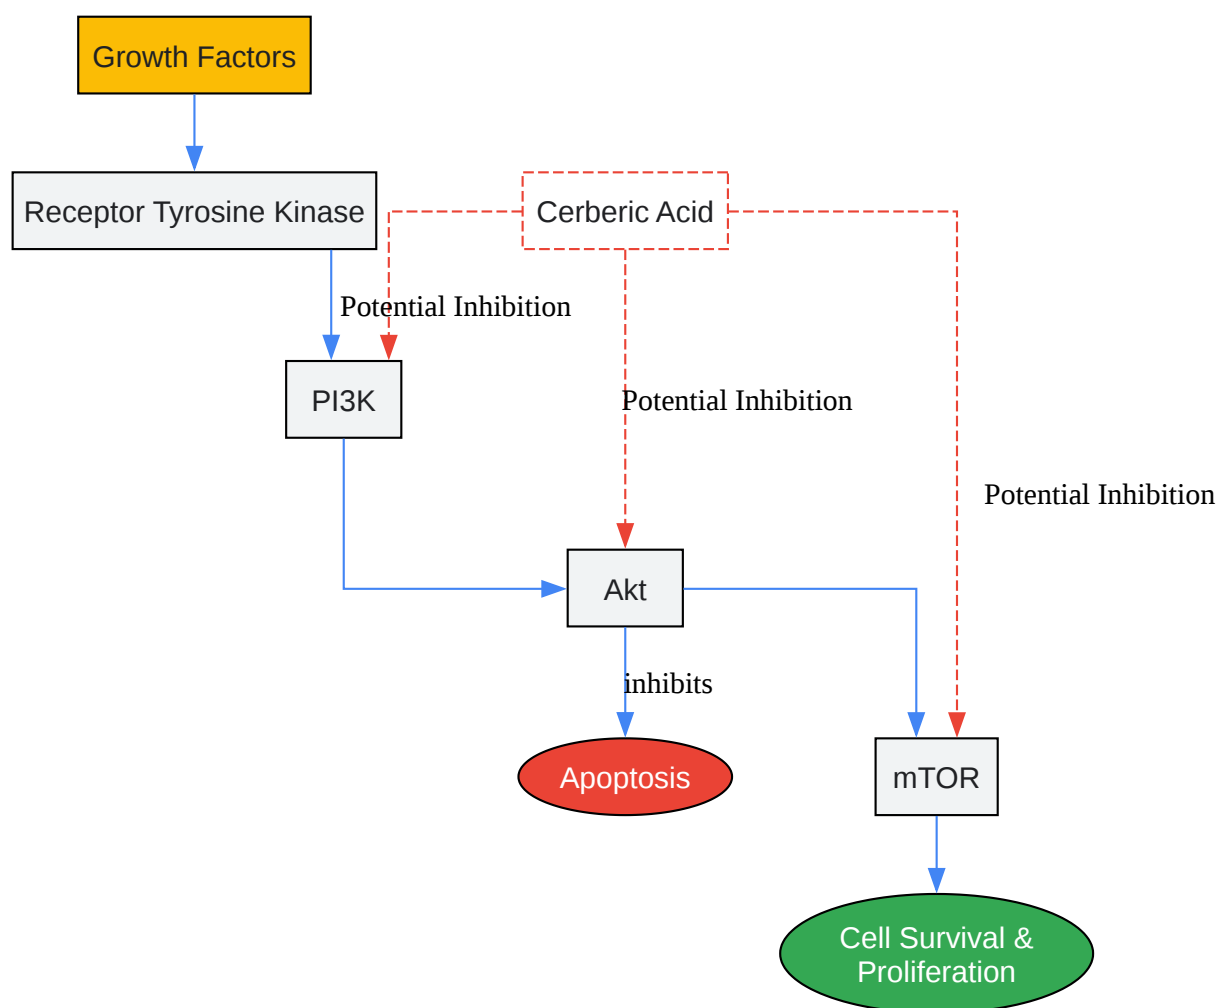 Growth Factors
Receptor Tyrosine Kinase
Cerberic Acid
Potential Inhibition
PI3K
Potential Inhibition
Potential Inhibition
Akt
inhibits
Apoptosis
mTOR
Cell Survival &
Proliferation